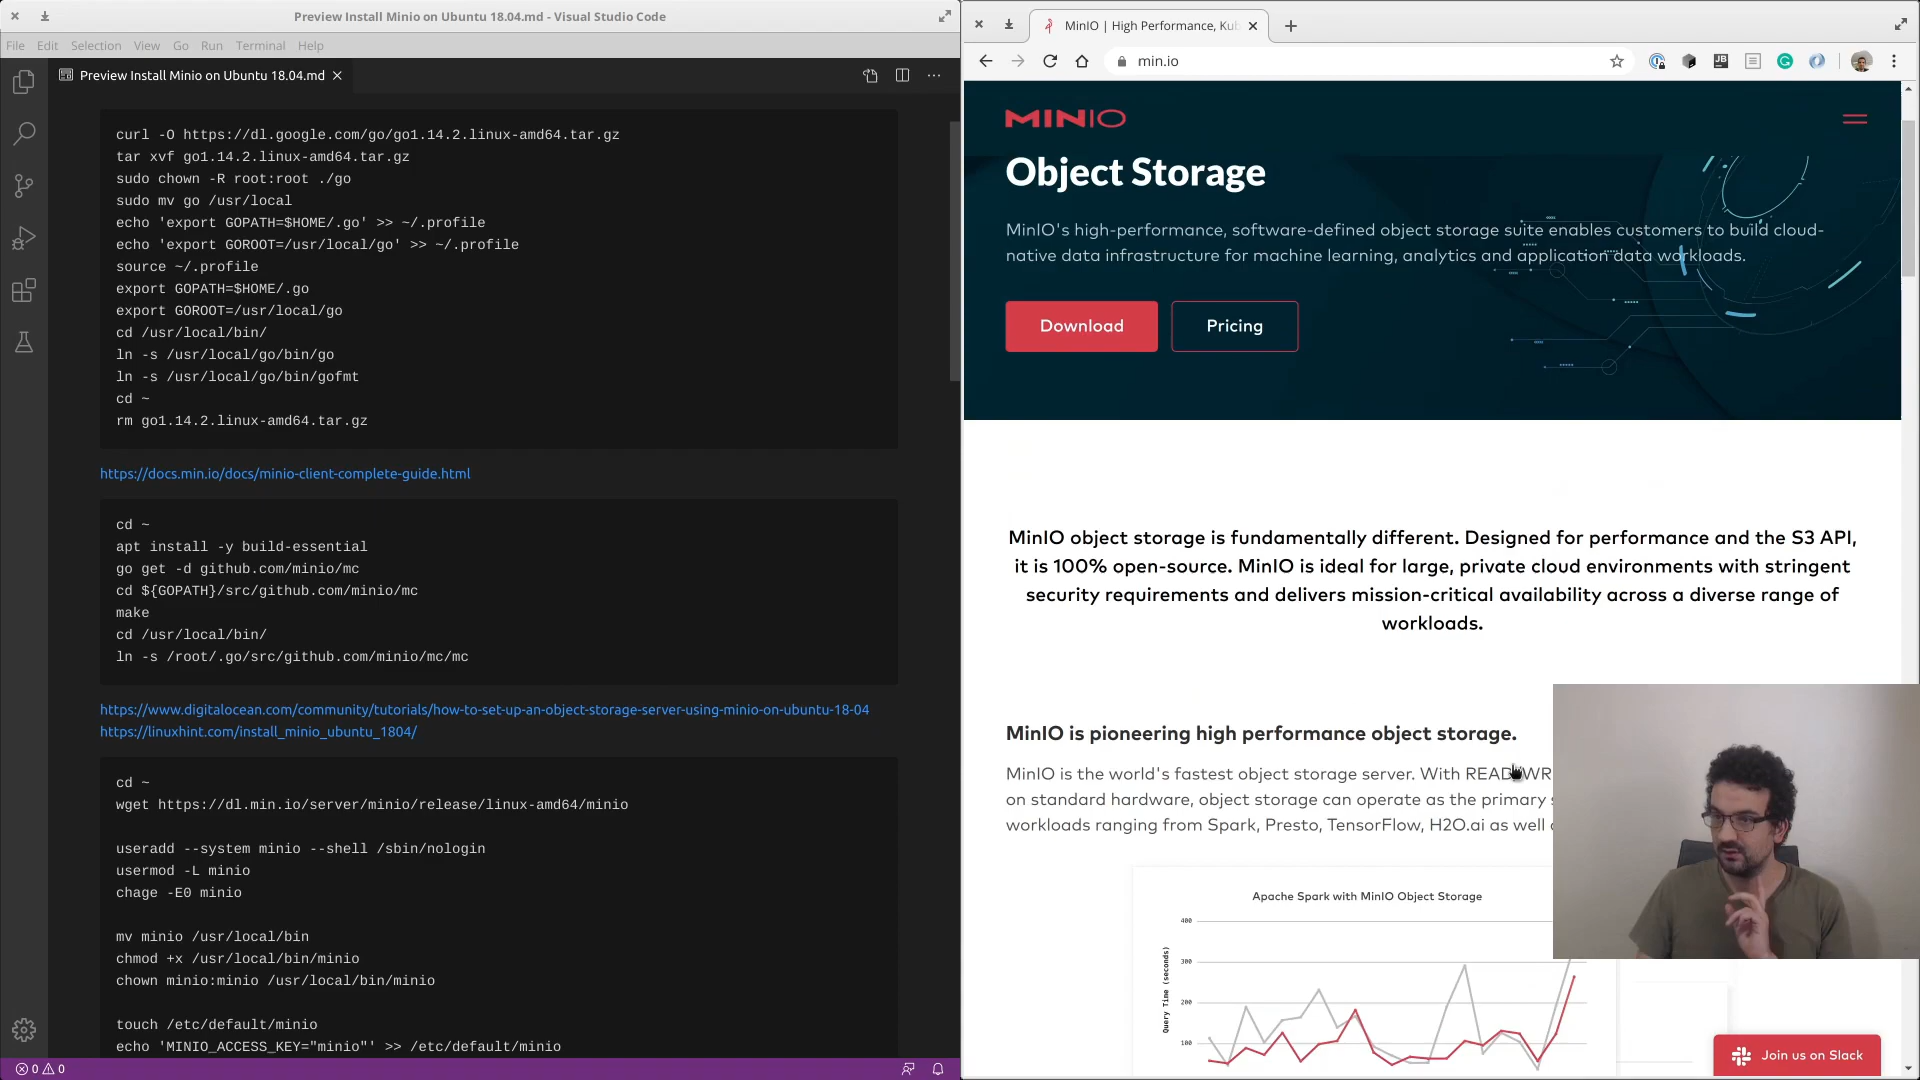 Preview Install Minio on Ubuntu 18.04.md - Visual Studio Code
File Edit Selection View Go Run Terminal Help
Preview Install Minio on Ubuntu 18.04.md
curl -O https://dl.google.com/go/go1.14.2.linux-amd64.tar.gz
tar xvf go1.14.2.linux-amd64.tar.gz
sudo chown -R root:root ./go
sudo mv go /usr/local
echo 'export GOPATH=$HOME/.go' >> ~/.profile
echo 'export GOROOT=/usr/local/go' >> ~/.profile
source ~/.profile
export GOPATH=$HOME/.go
export GOROOT=/usr/local/go
cd /usr/local/bin/
ln -s /usr/local/go/bin/go
ln -s /usr/local/go/bin/gofmt
cd ~
rm go1.14.2.linux-amd64.tar.gz
https://docs.min.io/docs/minio-client-complete-guide.html
cd ~
apt install -y build-essential
go get -d github.com/minio/mc
cd ${GOPATH}/src/github.com/minio/mc
make
cd /usr/local/bin/
ln -s /root/.go/src/github.com/minio/mc/mc
https://www.digitalocean.com/community/tutorials/how-to-set-up-an-object-storage-server-using-minio-on-ubuntu-18-04
https://linuxhint.com/install_minio_ubuntu_1804/
cd ~
wget https://dl.min.io/server/minio/release/linux-amd64/minio
useradd --system minio --shell /sbin/nologin
usermod -L minio
chage -E0 minio
mv minio /usr/local/bin
chmod +x /usr/local/bin/minio
chown minio:minio /usr/local/bin/minio
touch /etc/default/minio
echo 'MINIO_ACCESS_KEY="minio"' >> /etc/default/minio
0 0
MinIO | High Performance, Kub
min.io
JB
MINIO
Object Storage
MinIO's high-performance, software-defined object storage suite enables customers to build cloud-
native data infrastructure for machine learning, analytics and application data workloads.
Download Pricing
MinIO object storage is fundamentally different. Designed for performance and the S3 API,
it is 100% open-source. MinIO is ideal for large, private cloud environments with stringent
security requirements and delivers mission-critical availability across a diverse range of
workloads.
MinIO is pioneering high performance object storage.
MinIO is the world's fastest object storage server. With READ/WR
on standard hardware, object storage can operate as the primary s
workloads ranging from Spark, Presto, TensorFlow, H2O.ai as well
Apache Spark with MinIO Object Storage
400
300
200
100
Query Time (seconds)
Join us on Slack